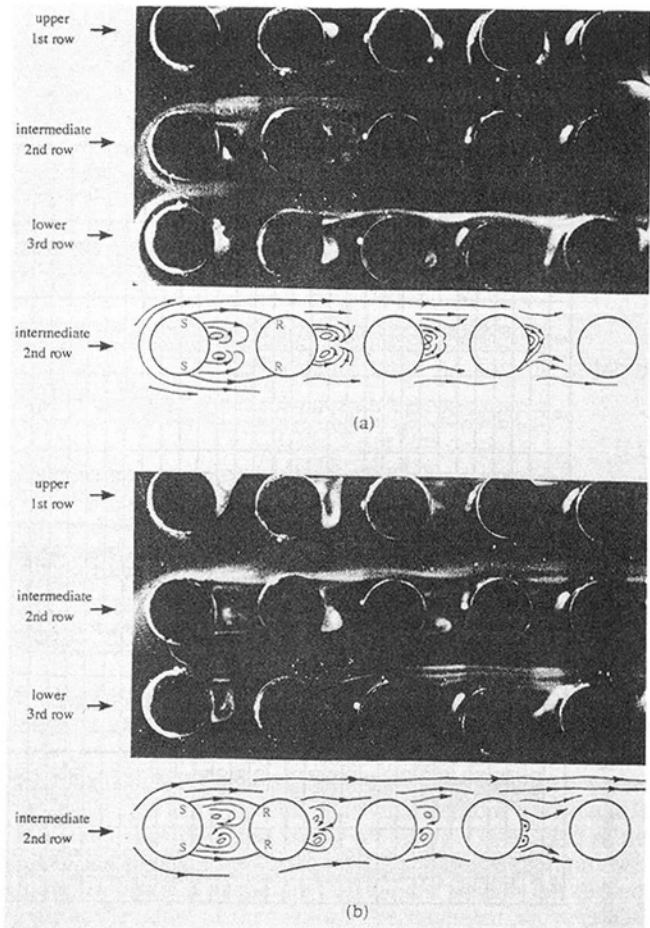 upper
1st row
intermediate
2nd row
lower
3rd row
intermediate
2nd row
S
R
S
R
(a)
upper
1st row
intermediate
2nd row
lower
3rd row
intermediate
2nd row
S
R
S
R
(b)